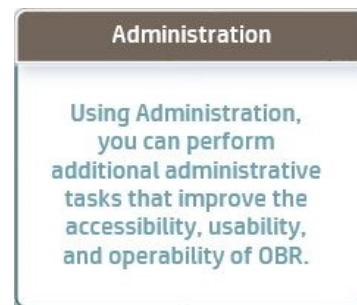 Administration
Using Administration,
you can perform
additional administrative
tasks that improve the
accessibility, usability,
and operability of OBR.